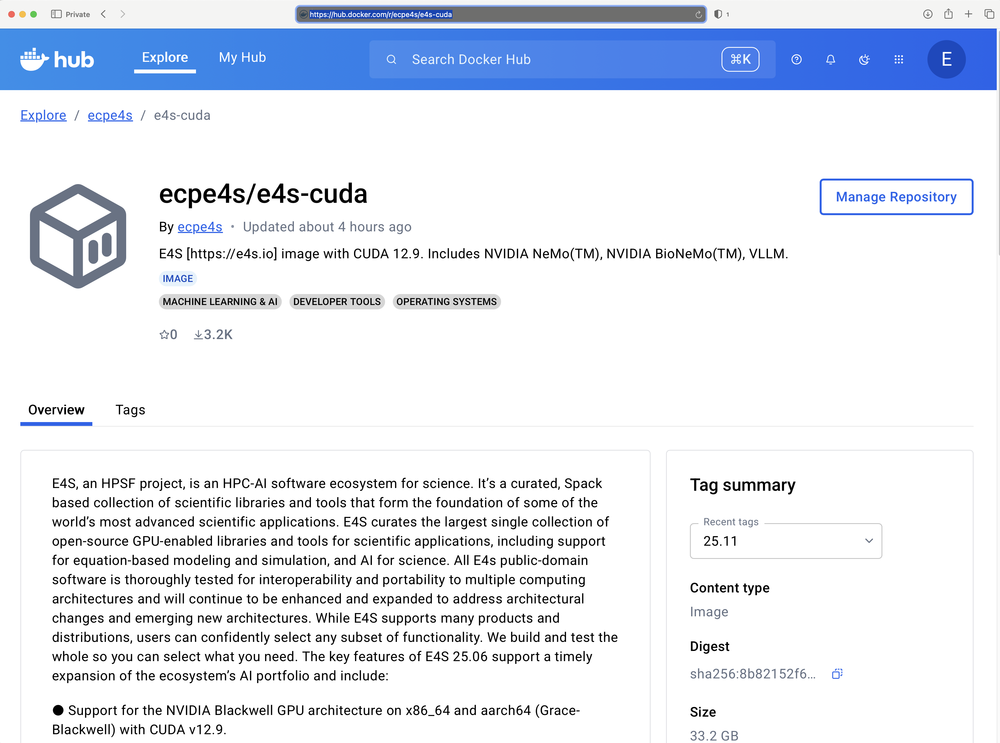 Private
https://hub.docker.com/r/ecpe4s/e4s-cuda
1
hub
Explore
My Hub
Search Docker Hub
⌘K
E
Explore / ecpe4s / e4s-cuda
ecpe4s/e4s-cuda
Manage Repository
By ecpe4s • Updated about 4 hours ago
E4S [https://e4s.io] image with CUDA 12.9. Includes NVIDIA NeMo(TM), NVIDIA BioNeMo(TM), VLLM.
IMAGE
MACHINE LEARNING & AI
DEVELOPER TOOLS
OPERATING SYSTEMS
0
3.2K
Overview
Tags
E4S, an HPSF project, is an HPC-AI software ecosystem for science. It’s a curated, Spack
based collection of scientific libraries and tools that form the foundation of some of the
world’s most advanced scientific applications. E4S curates the largest single collection of
open-source GPU-enabled libraries and tools for scientific applications, including support
for equation-based modeling and simulation, and AI for science. All E4s public-domain
software is thoroughly tested for interoperability and portability to multiple computing
architectures and will continue to be enhanced and expanded to address architectural
changes and emerging new architectures. While E4S supports many products and
distributions, users can confidently select any subset of functionality. We build and test the
whole so you can select what you need. The key features of E4S 25.06 support a timely
expansion of the ecosystem’s AI portfolio and include:
● Support for the NVIDIA Blackwell GPU architecture on x86_64 and aarch64 (Grace-
Blackwell) with CUDA v12.9.
Tag summary
Recent tags
25.11
Content type
Image
Digest
sha256:8b82152f6…
Size
33.2 GB